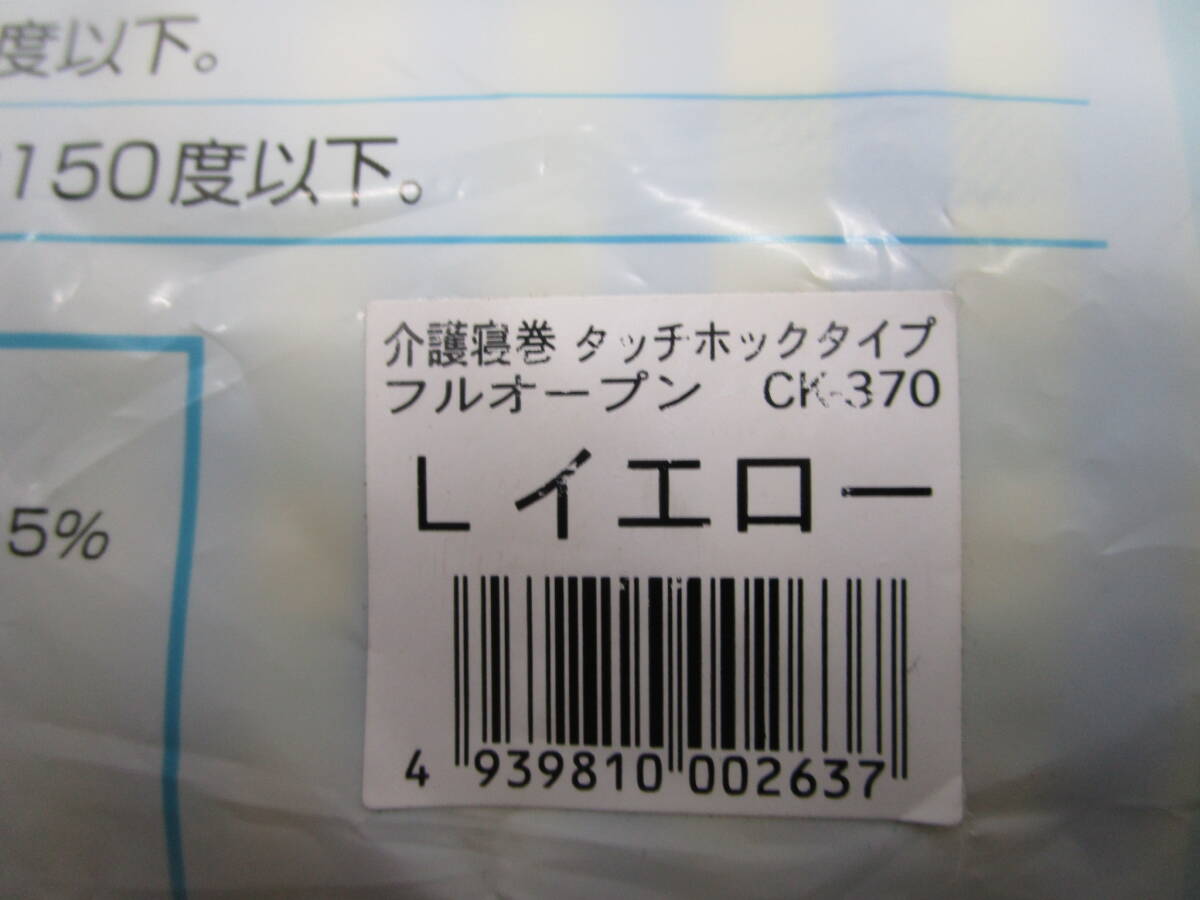 度以下。
150度以下。
5%
介護寝巻 タッチホックタイプ
フルオープン CK-370
L イエロー
4 939810 002637